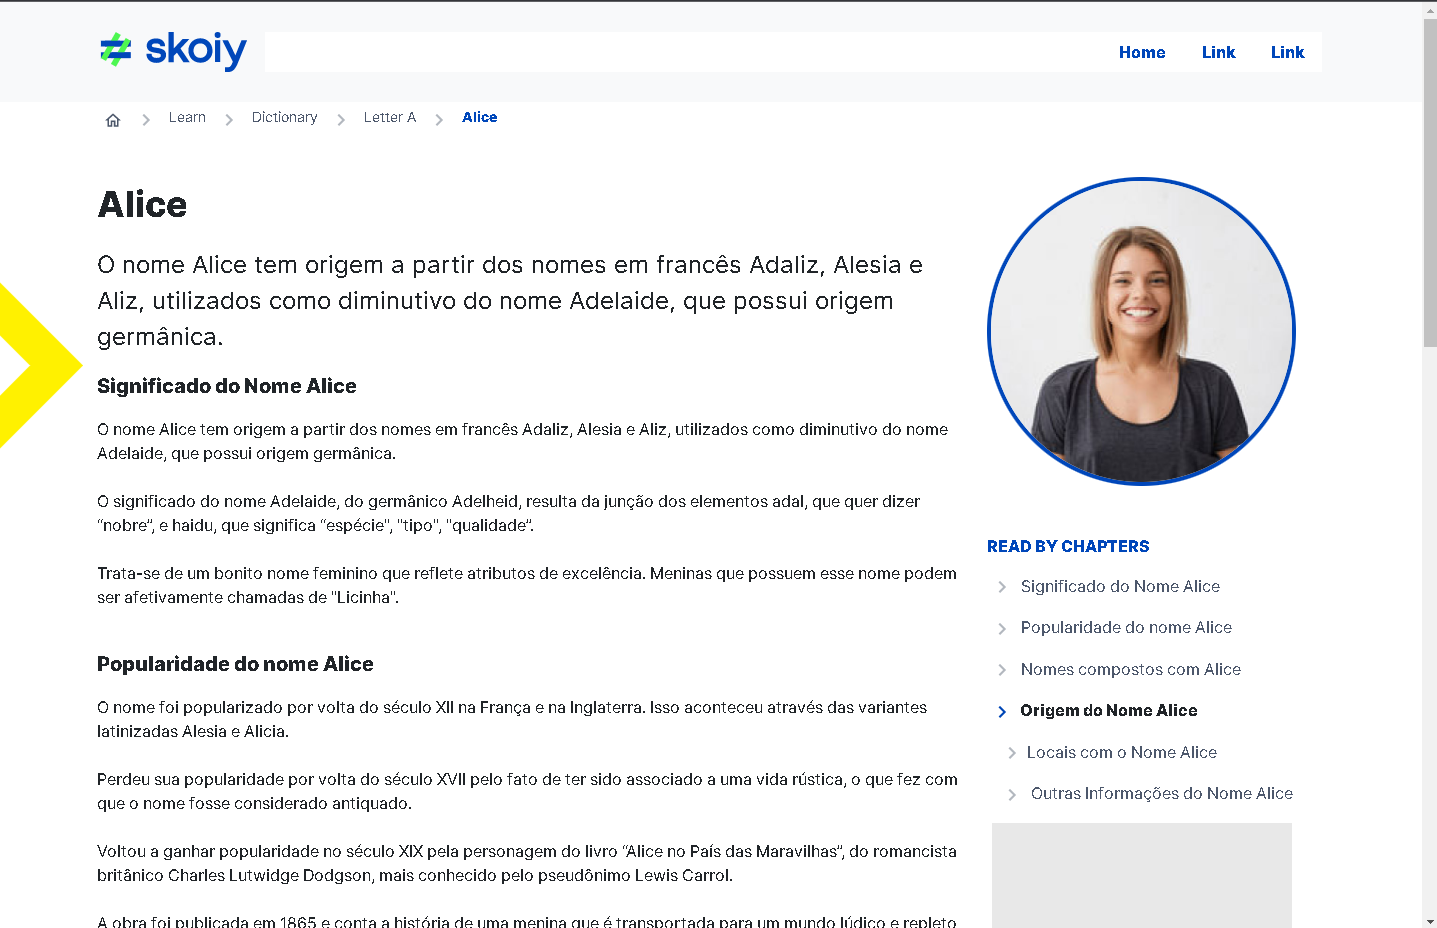 skoiy
Home Link Link
Learn Dictionary Letter A Alice
Alice
O nome Alice tem origem a partir dos nomes em francês Adaliz, Alesia e
Aliz, utilizados como diminutivo do nome Adelaide, que possui origem
germânica.
Significado do Nome Alice
O nome Alice tem origem a partir dos nomes em francês Adaliz, Alesia e Aliz, utilizados como diminutivo do nome
Adelaide, que possui origem germânica.
O significado do nome Adelaide, do germânico Adelheid, resulta da junção dos elementos adal, que quer dizer
“nobre”, e haidu, que significa “espécie", "tipo", "qualidade”.
Trata-se de um bonito nome feminino que reflete atributos de excelência. Meninas que possuem esse nome podem
ser afetivamente chamadas de "Licinha".
Popularidade do nome Alice
O nome foi popularizado por volta do século XII na França e na Inglaterra. Isso aconteceu através das variantes
latinizadas Alesia e Alicia.
Perdeu sua popularidade por volta do século XVII pelo fato de ter sido associado a uma vida rústica, o que fez com
que o nome fosse considerado antiquado.
Voltou a ganhar popularidade no século XIX pela personagem do livro “Alice no País das Maravilhas”, do romancista
britânico Charles Lutwidge Dodgson, mais conhecido pelo pseudônimo Lewis Carrol.
A obra foi publicada em 1865 e conta a história de uma menina que é transportada para um mundo lúdico e repleto
READ BY CHAPTERS
Significado do Nome Alice
Popularidade do nome Alice
Nomes compostos com Alice
Origem do Nome Alice
Locais com o Nome Alice
Outras Informações do Nome Alice